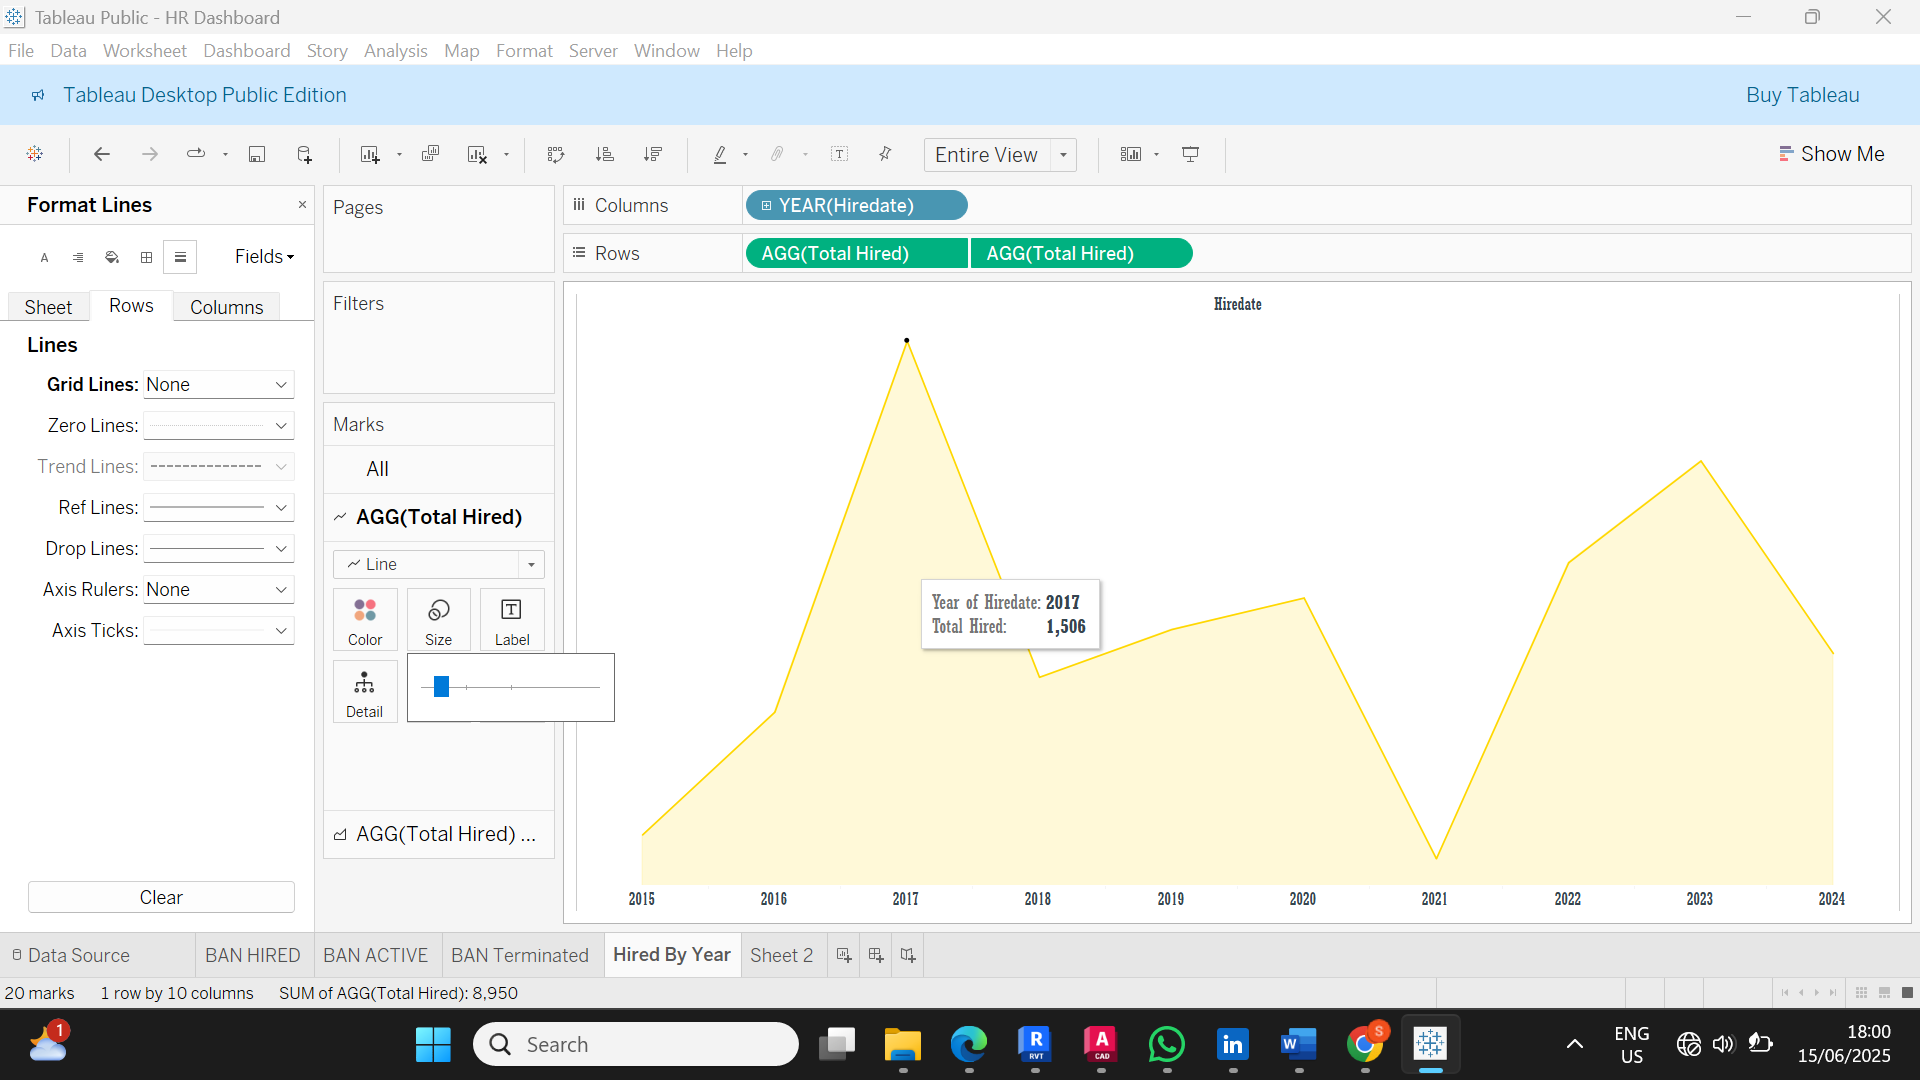 Tableau Public - HR Dashboard
File Data Worksheet Dashboard Story Analysis Map Format Server Window Help
Tableau Desktop Public Edition
Buy Tableau
Entire View
Show Me
Format Lines
Fields
Sheet Rows Columns
Lines
Grid Lines: None
Zero Lines:
Trend Lines:
Ref Lines:
Drop Lines:
Axis Rulers: None
Axis Ticks:
Clear
Pages
Filters
Marks
All
AGG(Total Hired)
Line
Color Size Label
Detail
AGG(Total Hired) ...
Columns YEAR(Hiredate)
Rows AGG(Total Hired) AGG(Total Hired)
Hiredate
Year of Hiredate: 2017
Total Hired: 1,506
2015 2016 2017 2018 2019 2020 2021 2022 2023 2024
Data Source BAN HIRED BAN ACTIVE BAN Terminated Hired By Year Sheet 2
20 marks 1 row by 10 columns SUM of AGG(Total Hired): 8,950
1
Search
R
RVT
A
CAD
in
W
S
ENG
US
18:00
15/06/2025